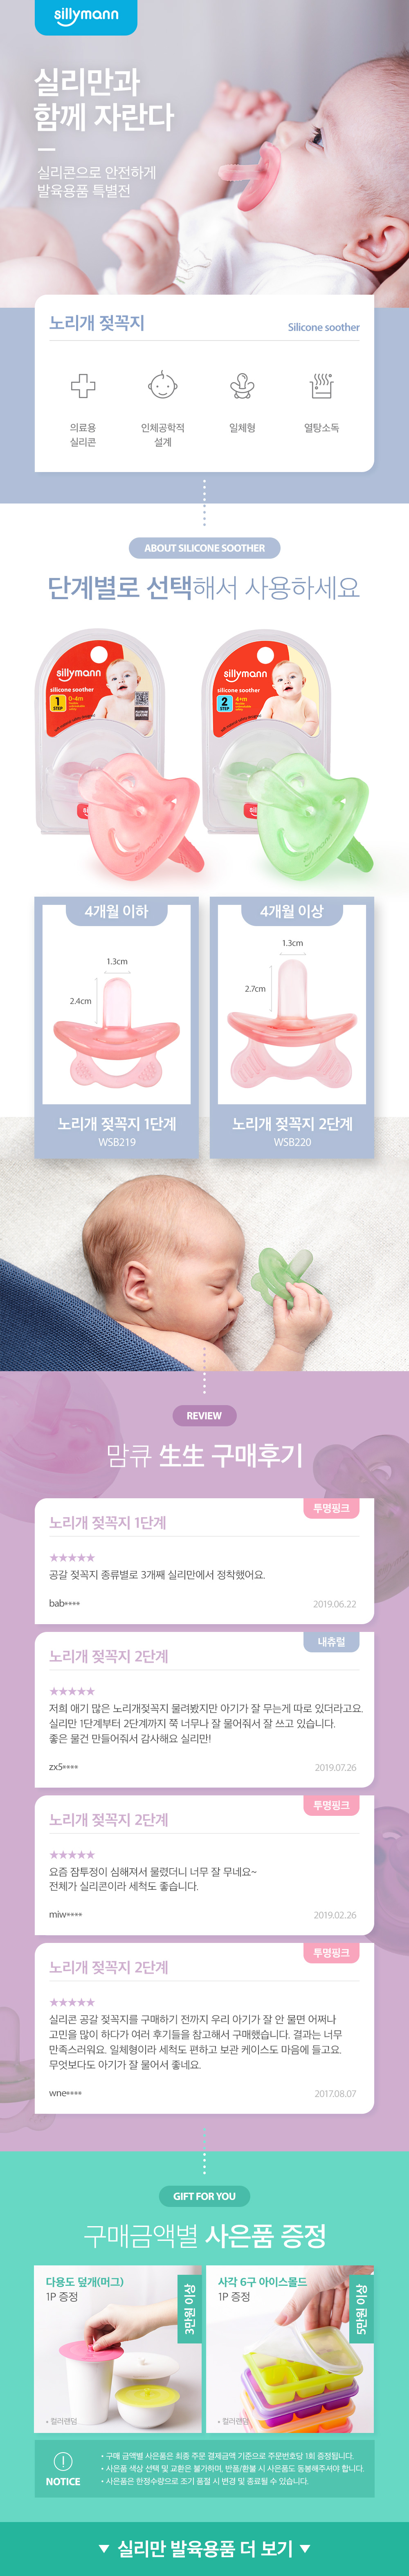 sillymann
실리만과
함께 자란다
실리콘으로 안전하게
발육용품 특별전
노리개 젖꼭지
Silicone soother
의료용
실리콘
인체공학적
설계
일체형
열탕소독
ABOUT SILICONE SOOTHER
단계별로 선택해서 사용하세요
sillymann
silicone soother
1
STEP
0-4m
sillymann
silicone soother
2
STEP
4개월 이하
1.3cm
2.4cm
노리개 젖꼭지 1단계
WSB219
4개월 이상
1.3cm
2.7cm
노리개 젖꼭지 2단계
WSB220
REVIEW
맘큐 生生 구매후기
투명핑크
노리개 젖꼭지 1단계
★★★★★
공갈 젖꼭지 종류별로 3개째 실리만에서 정착했어요.
bab****
2019.06.22
내츄럴
노리개 젖꼭지 2단계
★★★★★
저희 애기 많은 노리개젖꼭지 물려봤지만 아기가 잘 무는게 따로 있더라고요.
실리만 1단계부터 2단계까지 쭉 너무나 잘 물어줘서 잘 쓰고 있습니다.
좋은 물건 만들어줘서 감사해요 실리만!
zx5****
2019.07.26
투명핑크
노리개 젖꼭지 2단계
★★★★★
요즘 잠투정이 심해져서 물렸더니 너무 잘 무네요~
전체가 실리콘이라 세척도 좋습니다.
miw****
2019.02.26
투명핑크
노리개 젖꼭지 2단계
★★★★★
실리콘 공갈 젖꼭지를 구매하기 전까지 우리 아기가 잘 안 물면 어쩌나
고민을 많이 하다가 여러 후기들을 참고해서 구매했습니다. 결과는 너무
만족스러워요. 일체형이라 세척도 편하고 보관 케이스도 마음에 들고요.
무엇보다도 아기가 잘 물어서 좋네요.
wne****
2017.08.07
GIFT FOR YOU
구매금액별 사은품 증정
다용도 덮개(머그)
1P 증정
3만원 이상
* 컬러랜덤
사각 6구 아이스몰드
1P 증정
5만원 이상
* 컬러랜덤
NOTICE
• 구매 금액별 사은품은 최종 주문 결제금액 기준으로 주문번호당 1회 증정됩니다.
• 사은품 색상 선택 및 교환은 불가하며, 반품/환불 시 사은품도 동봉해주셔야 합니다.
• 사은품은 한정수량으로 조기 품절 시 변경 및 종료될 수 있습니다.
▼ 실리만 발육용품 더 보기 ▼